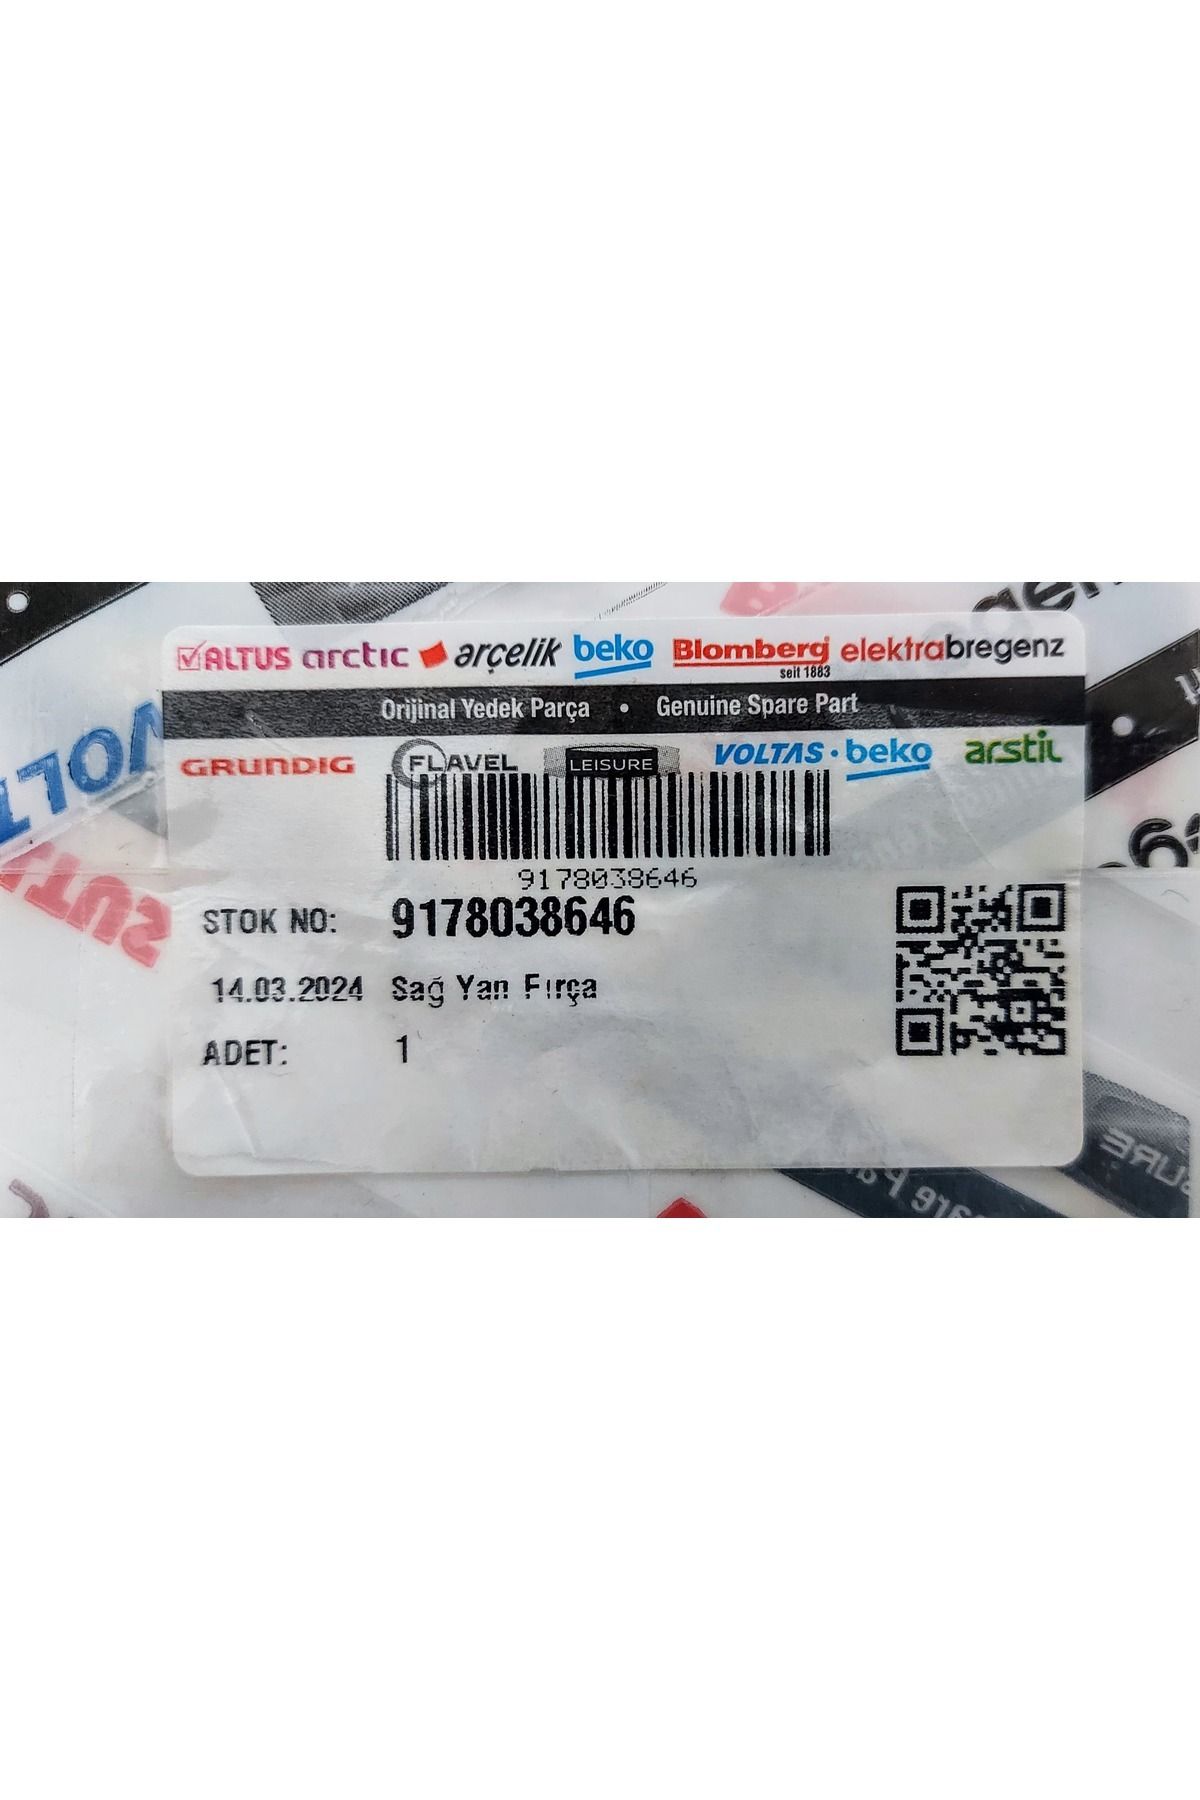 ALTUS arctic arçelik beko Blomberg elektrabregenz
seit 1883
Orijinal Yedek Parça • Genuine Spare Part
GRUNDIG FLAVEL LEISURE VOLTAS • beko arstil
9178038646
STOK NO: 9178038646
14.03.2024 Sağ Yan Fırça
ADET: 1